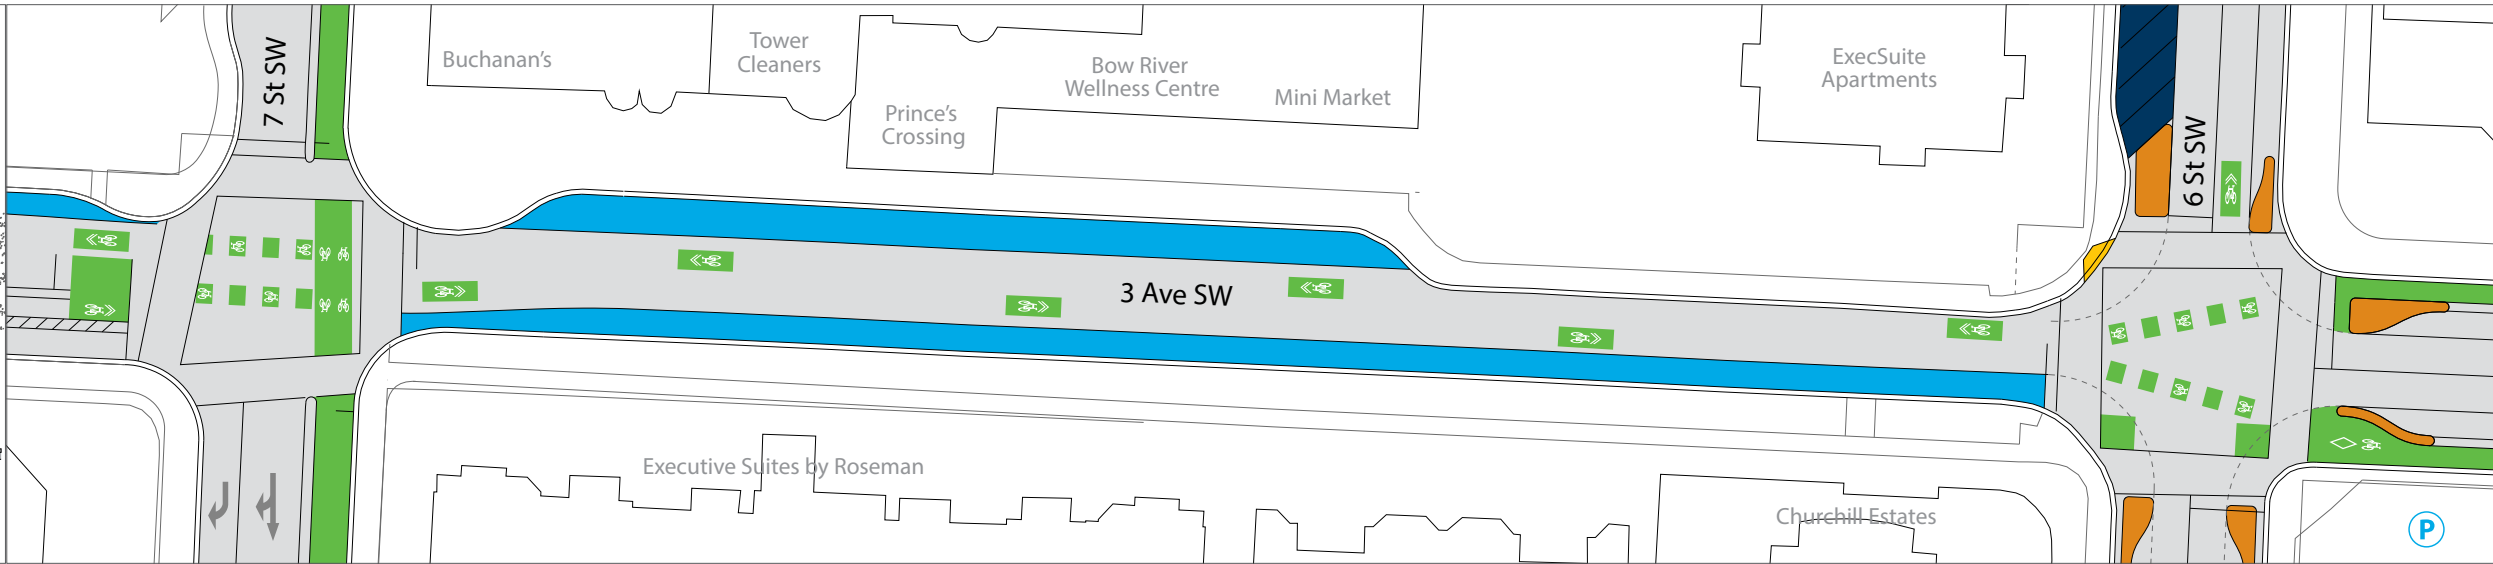 7 St SW
Buchanan's
Tower
Cleaners
Prince's
Crossing
Bow River
Wellness Centre
Mini Market
ExecSuite
Apartments
6 St SW
3 Ave SW
Executive Suites by Roseman
Churchill Estates
P